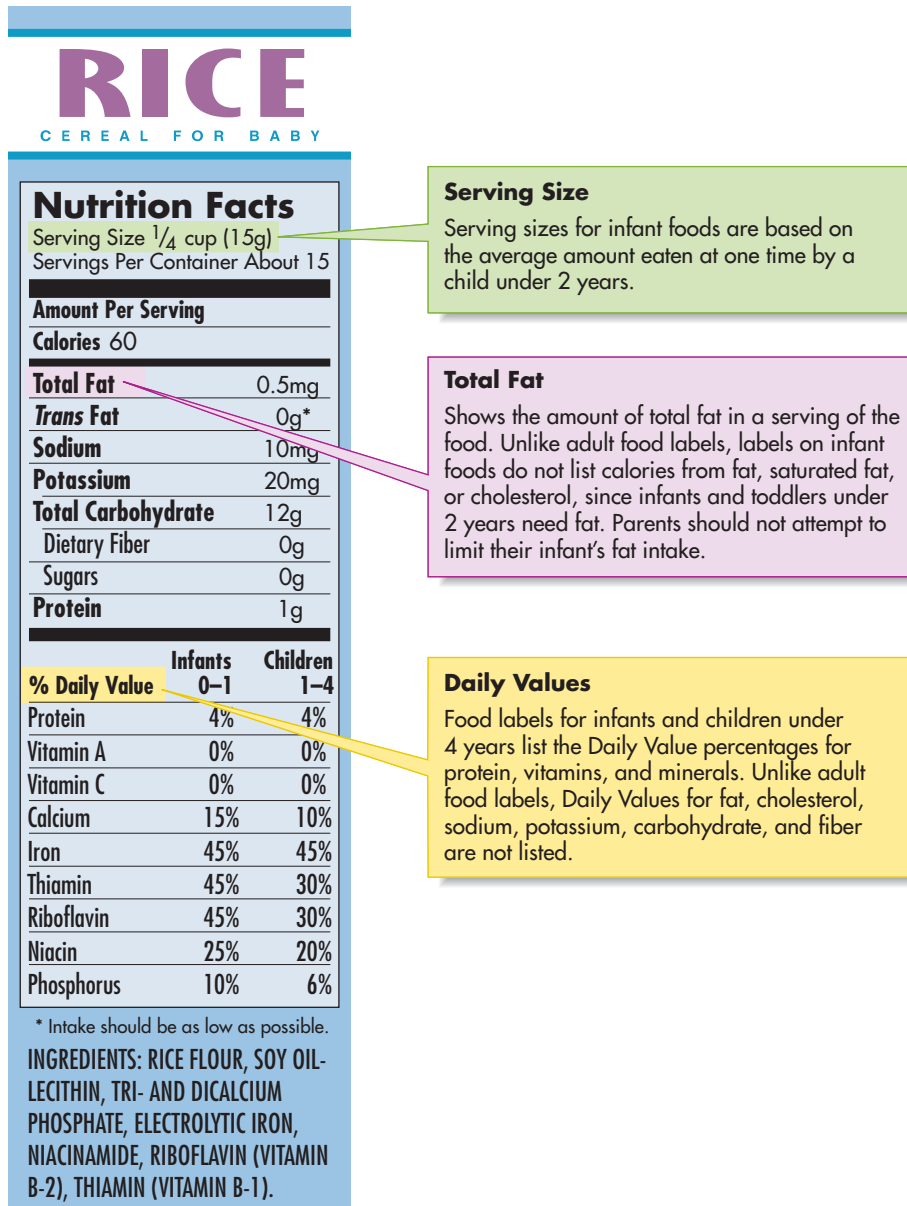 RICE
CEREAL FOR BABY
Nutrition Facts
Serving Size 1/4 cup (15g)
Servings Per Container About 15
Amount Per Serving
Calories 60
Total Fat 0.5mg
Trans Fat 0g*
Sodium 10mg
Potassium 20mg
Total Carbohydrate 12g
Dietary Fiber 0g
Sugars 0g
Protein 1g
Infants Children
% Daily Value 0–1 1–4
Protein 4% 4%
Vitamin A 0% 0%
Vitamin C 0% 0%
Calcium 15% 10%
Iron 45% 45%
Thiamin 45% 30%
Riboflavin 45% 30%
Niacin 25% 20%
Phosphorus 10% 6%
* Intake should be as low as possible.
INGREDIENTS: RICE FLOUR, SOY OIL-
LECITHIN, TRI- AND DICALCIUM
PHOSPHATE, ELECTROLYTIC IRON,
NIACINAMIDE, RIBOFLAVIN (VITAMIN
B-2), THIAMIN (VITAMIN B-1).
Serving Size
Serving sizes for infant foods are based on
the average amount eaten at one time by a
child under 2 years.
Total Fat
Shows the amount of total fat in a serving of the
food. Unlike adult food labels, labels on infant
foods do not list calories from fat, saturated fat,
or cholesterol, since infants and toddlers under
2 years need fat. Parents should not attempt to
limit their infant’s fat intake.
Daily Values
Food labels for infants and children under
4 years list the Daily Value percentages for
protein, vitamins, and minerals. Unlike adult
food labels, Daily Values for fat, cholesterol,
sodium, potassium, carbohydrate, and fiber
are not listed.